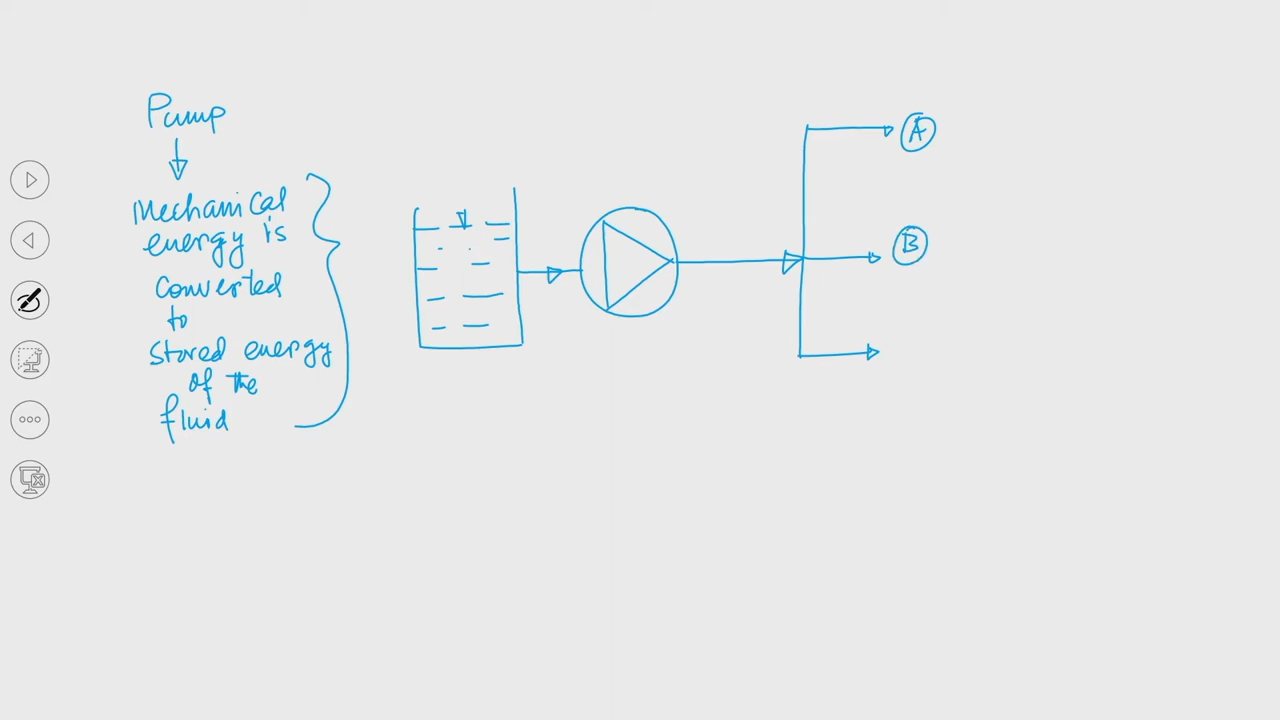 Pump
Mechanical
energy is
converted
to
stored energy
of the
fluid
A
B